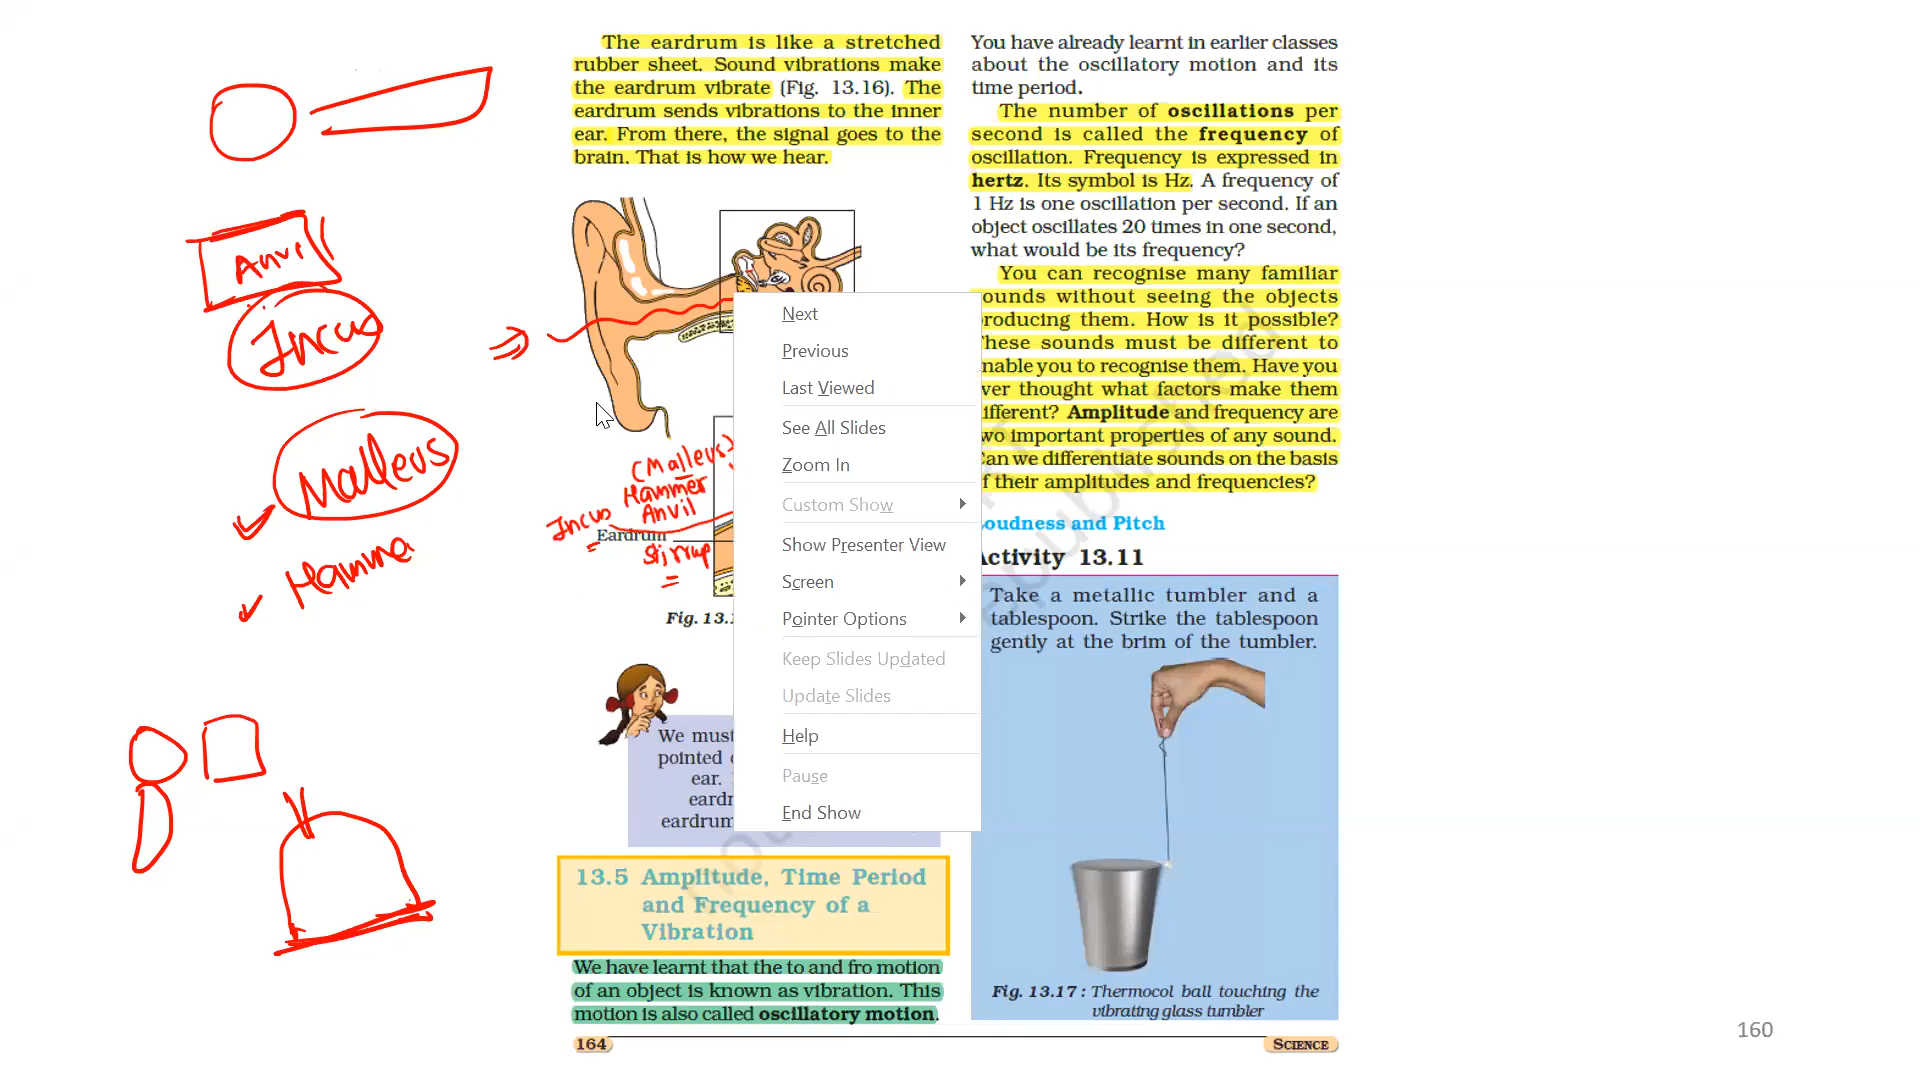 Anvi
Incus
Malleus
Hamme
The eardrum is like a stretched
rubber sheet. Sound vibrations make
the eardrum vibrate (Fig. 13.16). The
eardrum sends vibrations to the inner
ear. From there, the signal goes to the
brain. That is how we hear.
(Malleus)
Hammer
Anvil
Incus
Eardrum
Stirrup
Fig. 13.1
We must
pointed
ear.
eardr
eardrum
13.5 Amplitude, Time Period
and Frequency of a
Vibration
We have learnt that the to and fro motion
of an object is known as vibration. This
motion is also called oscillatory motion.
164
Next
Previous
Last Viewed
See All Slides
Zoom In
Custom Show
Show Presenter View
Screen
Pointer Options
Keep Slides Updated
Update Slides
Help
Pause
End Show
You have already learnt in earlier classes
about the oscillatory motion and its
time period.
The number of oscillations per
second is called the frequency of
oscillation. Frequency is expressed in
hertz. Its symbol is Hz. A frequency of
1 Hz is one oscillation per second. If an
object oscillates 20 times in one second,
what would be its frequency?
You can recognise many familiar
ounds without seeing the objects
producing them. How is it possible?
These sounds must be different to
nable you to recognise them. Have you
ver thought what factors make them
ifferent? Amplitude and frequency are
wo important properties of any sound.
Can we differentiate sounds on the basis
f their amplitudes and frequencies?
Loudness and Pitch
Activity 13.11
Take a metallic tumbler and a
tablespoon. Strike the tablespoon
gently at the brim of the tumbler.
Fig. 13.17 : Thermocol ball touching the
vibrating glass tumbler
SCIENCE
160